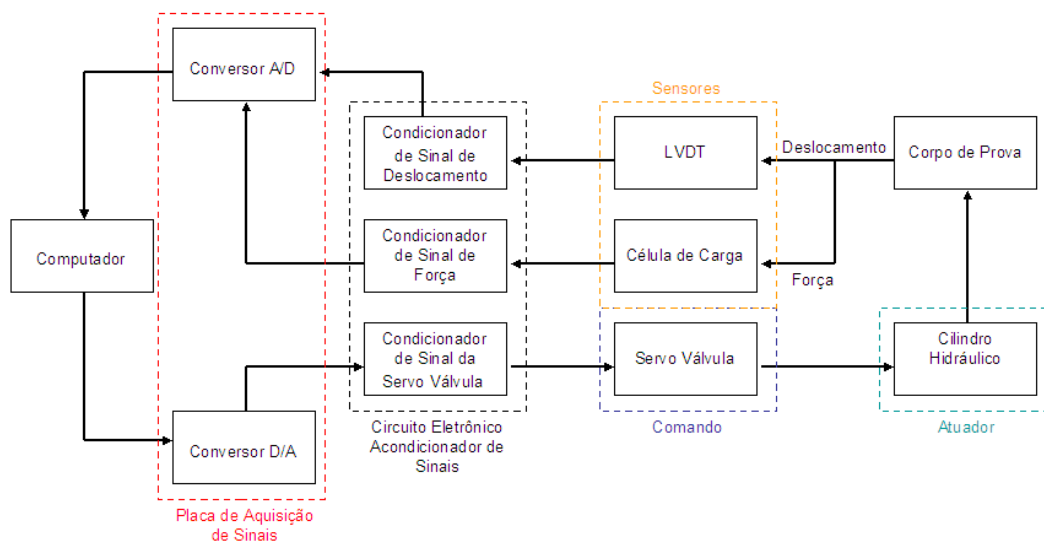 Conversor A/D
Sensores
Condicionador
de Sinal de
Deslocamento
LVDT
Deslocamento
Corpo de Prova
Computador
Condicionador
de Sinal de
Força
Célula de Carga
Força
Condicionador
de Sinal da
Servo Válvula
Servo Válvula
Cilindro
Hidráulico
Conversor D/A
Circuito Eletrônico
Acondicionador de
Sinais
Comando
Atuador
Placa de Aquisição
de Sinais